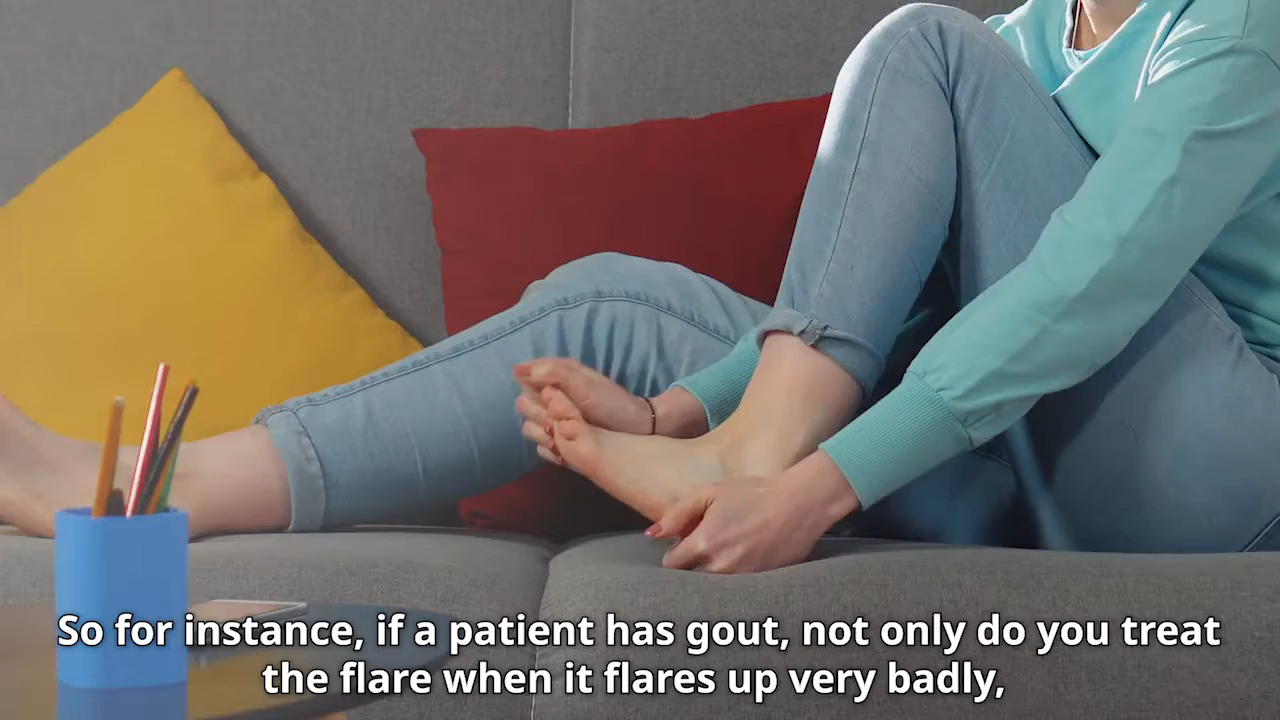 So for instance, if a patient has gout, not only do you treat
the flare when it flares up very badly,